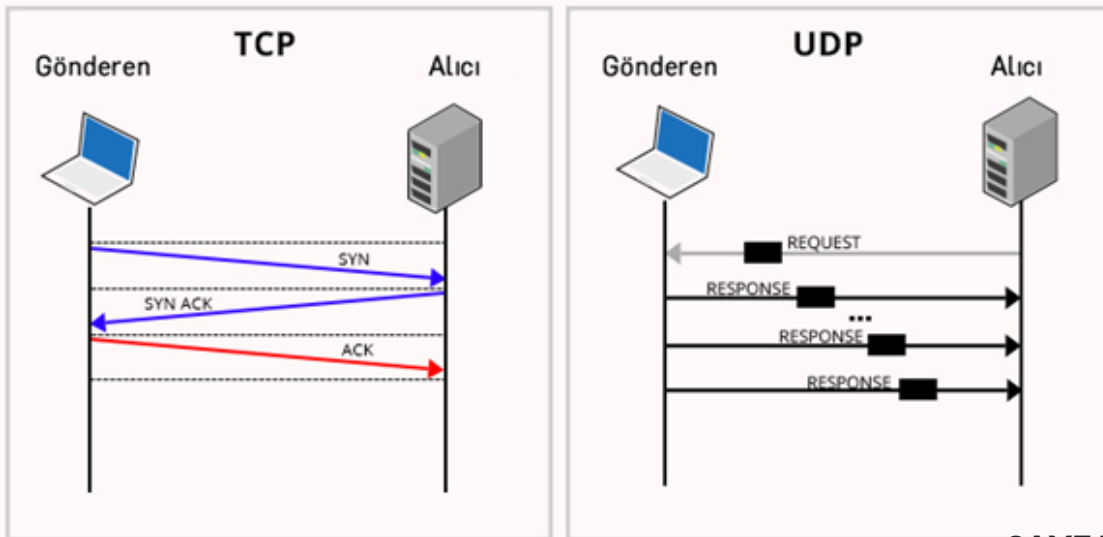 TCP
Gönderen Alıcı
SYN
SYN ACK
ACK
UDP
Gönderen Alıcı
REQUEST
RESPONSE
...
RESPONSE
RESPONSE